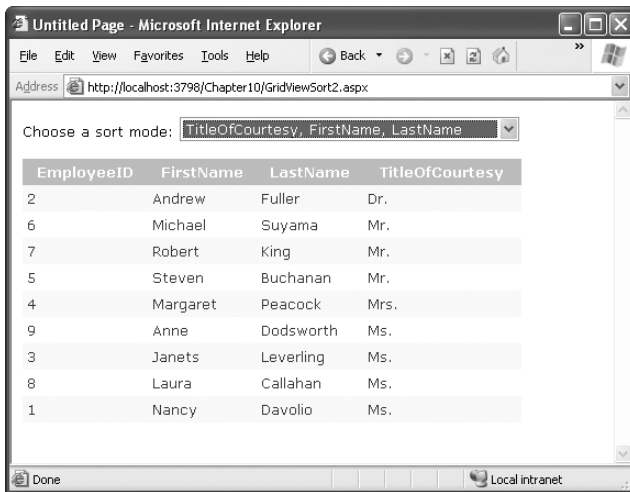 Untitled Page - Microsoft Internet Explorer
File Edit View Favorites Tools Help Back »
Address http://localhost:3798/Chapter10/GridViewSort2.aspx
Choose a sort mode: TitleOfCourtesy, FirstName, LastName
EmployeeID FirstName LastName TitleOfCourtesy
2 Andrew Fuller Dr.
6 Michael Suyama Mr.
7 Robert King Mr.
5 Steven Buchanan Mr.
4 Margaret Peacock Mrs.
9 Anne Dodsworth Ms.
3 Janets Leverling Ms.
8 Laura Callahan Ms.
1 Nancy Davolio Ms.
Done Local intranet